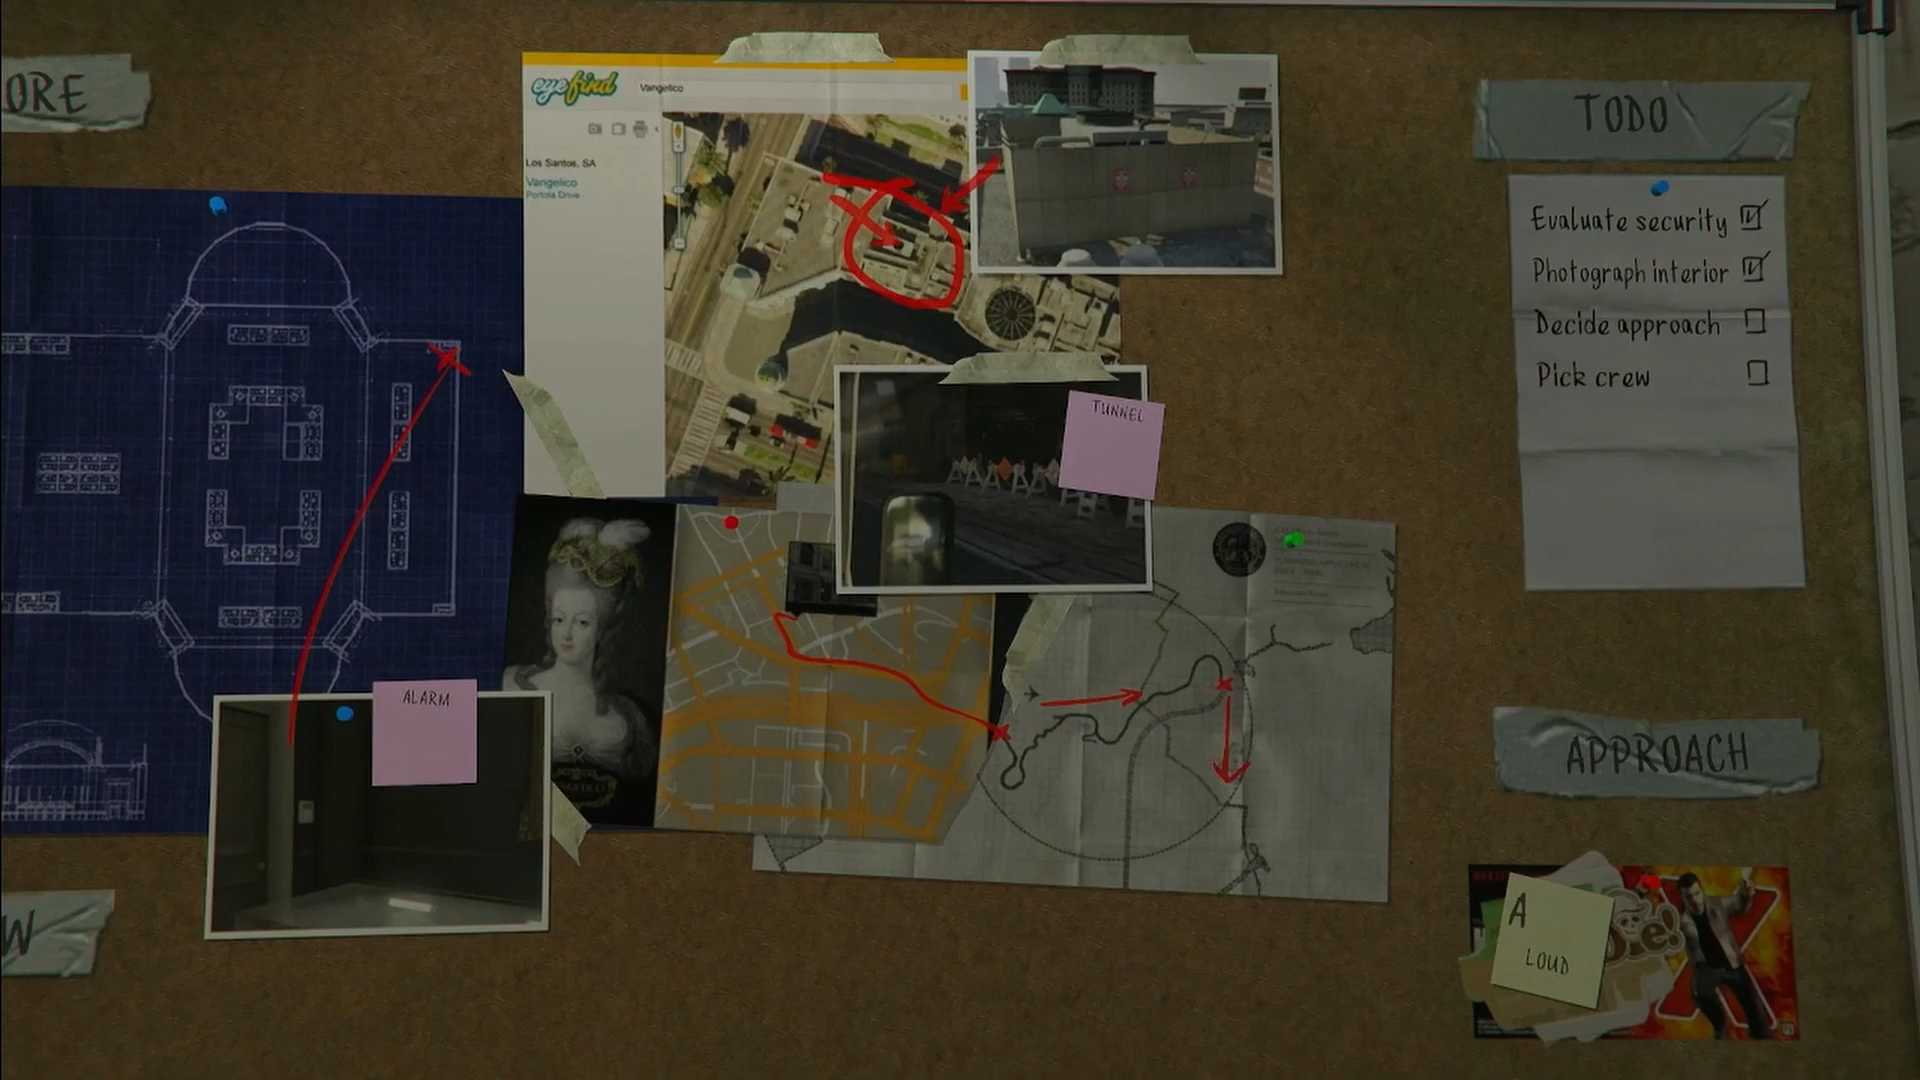 ORE
eyefind
Vangelico
Los Santos, SA
Vangelico
Portola Drive
TODO
Evaluate security
Photograph interior
Decide approach
Pick crew
TUNNEL
ALARM
APPROACH
W
A
LOUD